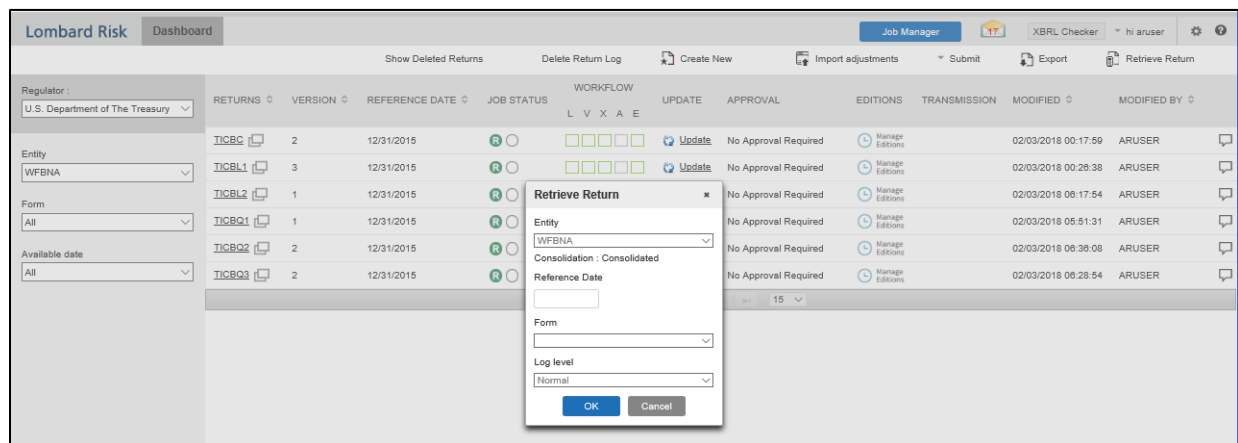 Lombard Risk Dashboard Job Manager 17 XBRL Checker hi aruser
Show Deleted Returns Delete Return Log Create New Import adjustments Submit Export Retrieve Return
Regulator :
U.S. Department of The Treasury
Entity
WFBNA
Form
All
Available date
All
RETURNS VERSION REFERENCE DATE JOB STATUS WORKFLOW UPDATE APPROVAL EDITIONS TRANSMISSION MODIFIED MODIFIED BY
L V X A E
TICBC 2 12/31/2015 R Update No Approval Required Manage Editions 02/03/2018 00:17:59 ARUSER
TICBL1 3 12/31/2015 R Update No Approval Required Manage Editions 02/03/2018 00:26:38 ARUSER
TICBL2 1 12/31/2015 R No Approval Required Manage Editions 02/03/2018 06:17:54 ARUSER
TICBQ1 1 12/31/2015 R No Approval Required Manage Editions 02/03/2018 05:51:31 ARUSER
TICBQ2 2 12/31/2015 R No Approval Required Manage Editions 02/03/2018 06:36:08 ARUSER
TICBQ3 2 12/31/2015 R No Approval Required Manage Editions 02/03/2018 06:28:54 ARUSER
15
Retrieve Return
Entity
WFBNA
Consolidation : Consolidated
Reference Date
Form
Log level
Normal
OK Cancel